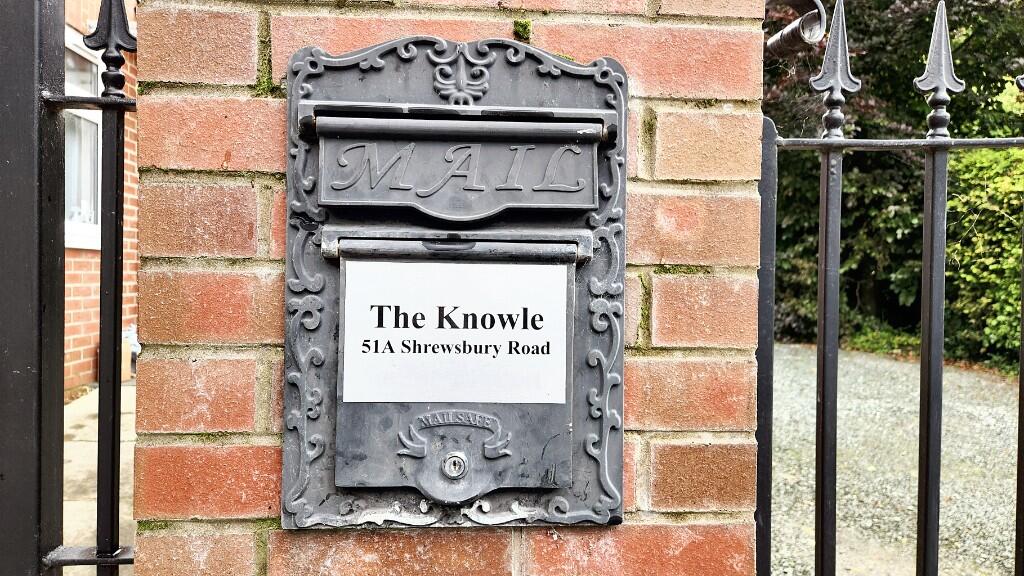 MAIL
The Knowle
51A Shrewsbury Road
MAILSAFE